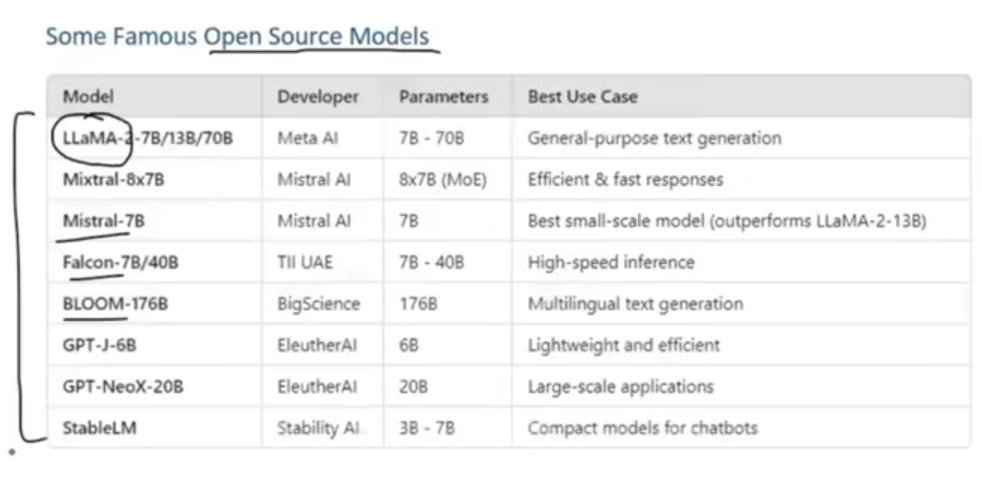 Some Famous Open Source Models
Model Developer Parameters Best Use Case
LLaMA-2-7B/13B/70B Meta AI 7B - 70B General-purpose text generation
Mixtral-8x7B Mistral AI 8x7B (MoE) Efficient & fast responses
Mistral-7B Mistral AI 7B Best small-scale model (outperforms LLaMA-2-13B)
Falcon-7B/40B TII UAE 7B - 40B High-speed inference
BLOOM-176B BigScience 176B Multilingual text generation
GPT-J-6B EleutherAI 6B Lightweight and efficient
GPT-NeoX-20B EleutherAI 20B Large-scale applications
StableLM Stability AI 3B - 7B Compact models for chatbots